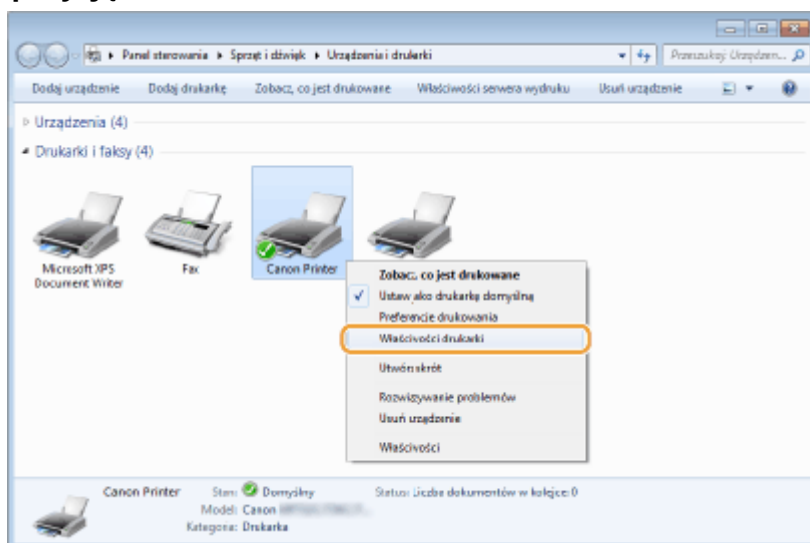 Panel sterowania ▸ Sprzęt i dźwięk ▸ Urządzenia i drukarki
Przeszukaj: Urządzen...
Dodaj urządzenie Dodaj drukarkę Zobacz, co jest drukowane Właściwości serwera wydruku Usuń urządzenie
Urządzenia (4)
Drukarki i faksy (4)
Microsoft XPS
Document Writer
Fax
Canon Printer
Zobacz, co jest drukowane
Ustaw jako drukarkę domyślną
Preferencje drukowania
Właściwości drukarki
Utwórz skrót
Rozwiązywanie problemów
Usuń urządzenie
Właściwości
Canon Printer Stan: Domyślny Status: Liczba dokumentów w kolejce: 0
Model: Canon
Kategoria: Drukarka